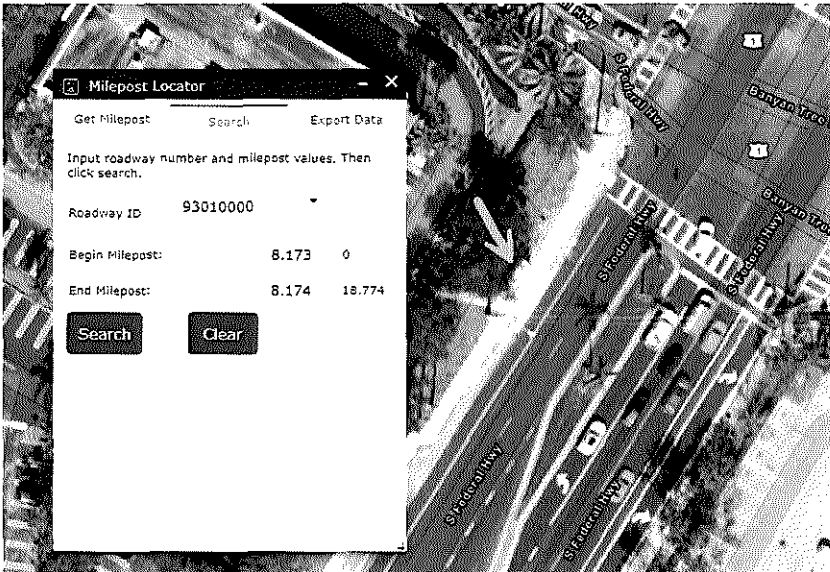 Milepost Locator
Get Milepost Search Export Data
Input roadway number and milepost values. Then
click search.
Roadway ID 93010000
Begin Milepost: 8.173 0
End Milepost: 8.174 18.774
Search Clear
Hwy
S Federal Hwy
1
Banyan Tree
1
Banyan Tree
S Federal Hwy
S Federal Hwy
S Federal Hwy
S Federal Hwy